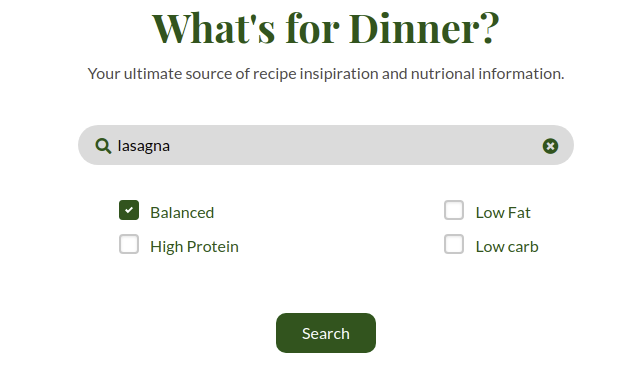 What's for Dinner?
Your ultimate source of recipe insipiration and nutrional information.
lasagna
Balanced
Low Fat
High Protein
Low carb
Search